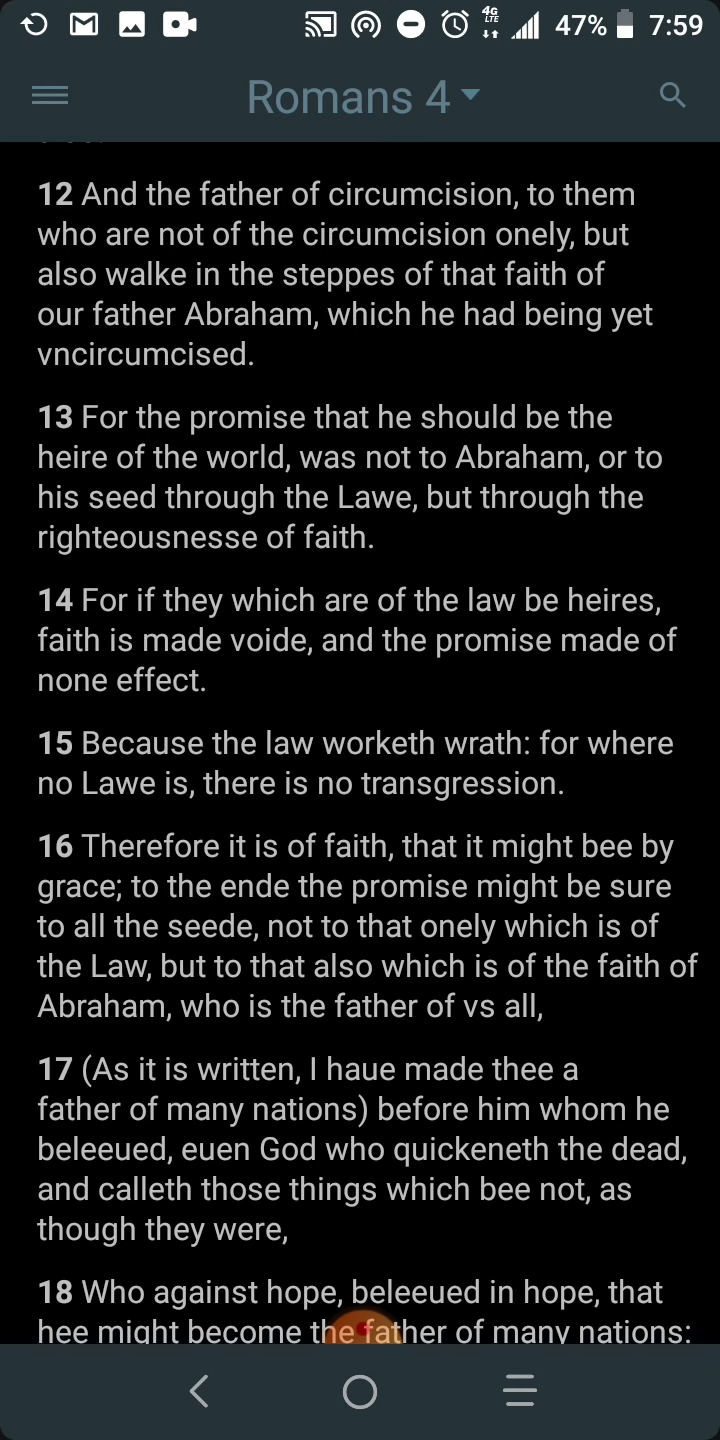 4G
LTE
47%
7:59
Romans 4
12 And the father of circumcision, to them
who are not of the circumcision onely, but
also walke in the steppes of that faith of
our father Abraham, which he had being yet
vncircumcised.
13 For the promise that he should be the
heire of the world, was not to Abraham, or to
his seed through the Lawe, but through the
righteousnesse of faith.
14 For if they which are of the law be heires,
faith is made voide, and the promise made of
none effect.
15 Because the law worketh wrath: for where
no Lawe is, there is no transgression.
16 Therefore it is of faith, that it might bee by
grace; to the ende the promise might be sure
to all the seede, not to that onely which is of
the Law, but to that also which is of the faith of
Abraham, who is the father of vs all,
17 (As it is written, I haue made thee a
father of many nations) before him whom he
beleeued, euen God who quickeneth the dead,
and calleth those things which bee not, as
though they were,
18 Who against hope, beleeued in hope, that
hee might become the father of many nations: